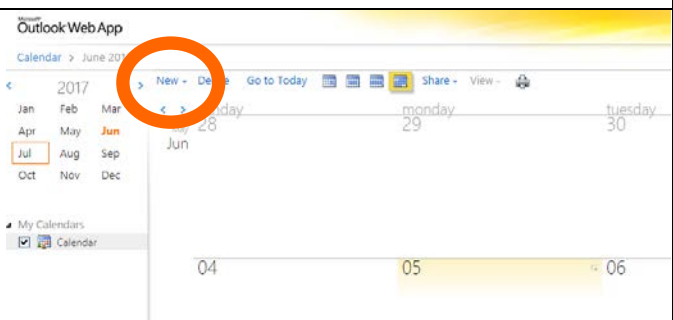 Microsoft
Outlook Web App
Calendar > June 201
< 2017 >
Jan Feb Mar
Apr May Jun
Jul Aug Sep
Oct Nov Dec
My Calendars
Calendar
New De e Go to Today Share View
< > nday monday tuesday
28 29 30
Jun
04 05 06